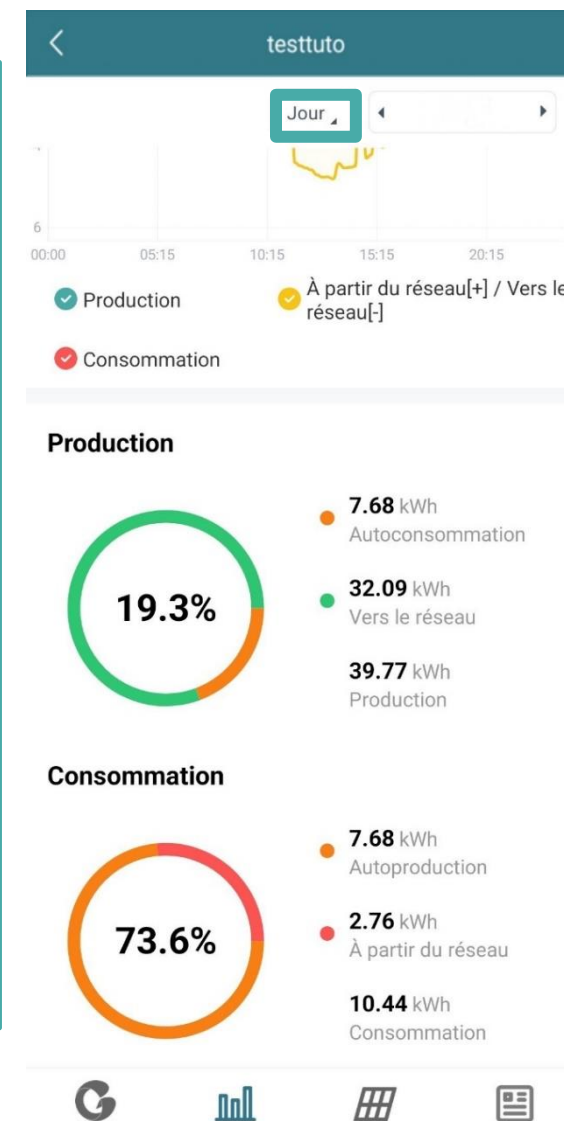 testtuto
Jour
6
00:00 05:15 10:15 15:15 20:15
Production
À partir du réseau[+] / Vers le
réseau[-]
Consommation
Production
19.3%
7.68 kWh
Autoconsommation
32.09 kWh
Vers le réseau
39.77 kWh
Production
Consommation
73.6%
7.68 kWh
Autoproduction
2.76 kWh
À partir du réseau
10.44 kWh
Consommation